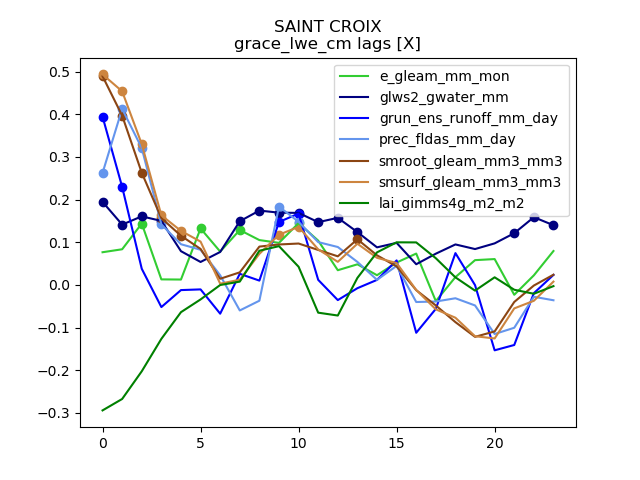 SAINT CROIX
grace_lwe_cm lags [X]
e_gleam_mm_mon
glws2_gwater_mm
grun_ens_runoff_mm_day
prec_fldas_mm_day
smroot_gleam_mm3_mm3
smsurf_gleam_mm3_mm3
lai_gimms4g_m2_m2
0.5
0.4
0.3
0.2
0.1
0.0
−0.1
−0.2
−0.3
0 5 10 15 20